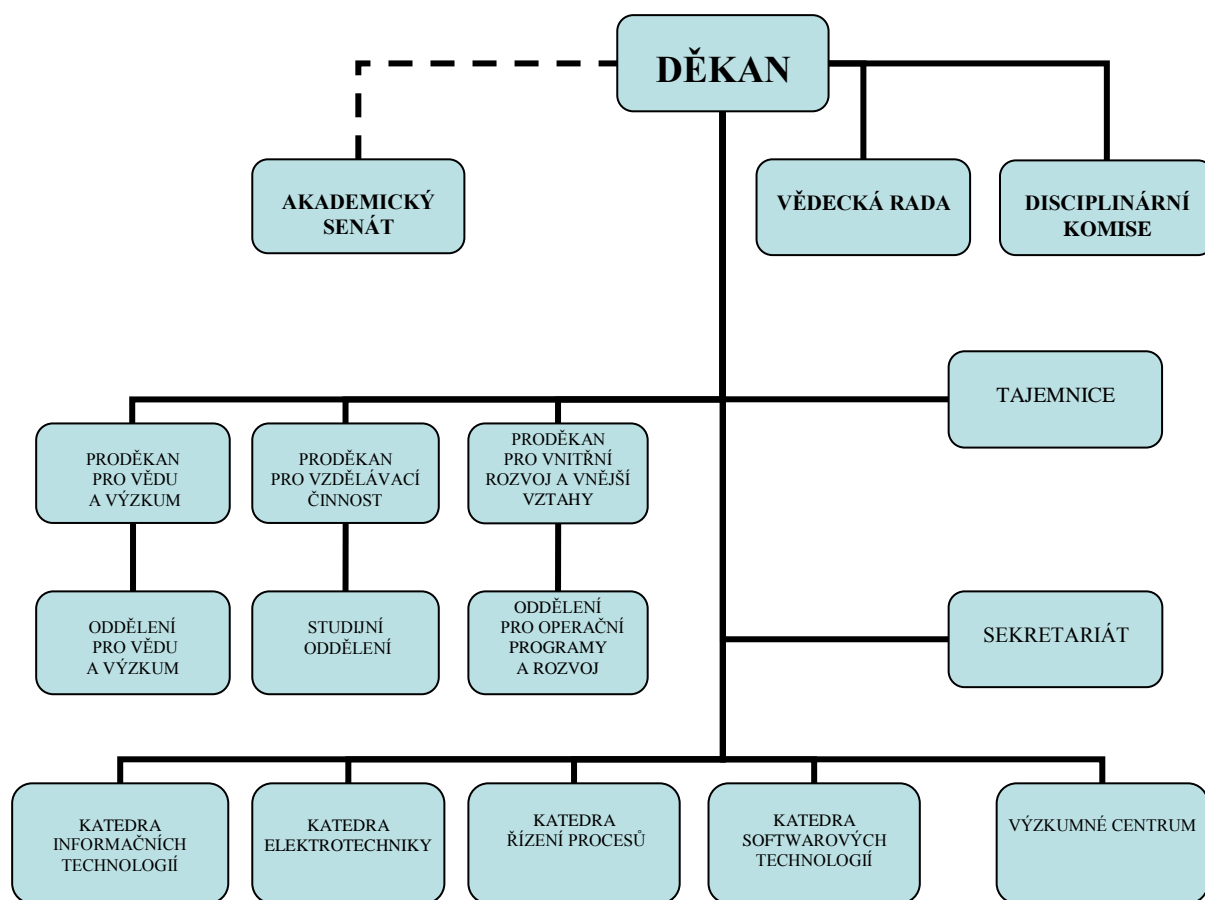 DĚKAN
AKADEMICKÝ
SENÁT
VĚDECKÁ RADA
DISCIPLINÁRNÍ
KOMISE
TAJEMNICE
PRODĚKAN
PRO VĚDU
A VÝZKUM
PRODĚKAN
PRO VZDĚLÁVACÍ
ČINNOST
PRODĚKAN
PRO VNITŘNÍ
ROZVOJ A VNĚJŠÍ
VZTAHY
ODDĚLENÍ
PRO VĚDU
A VÝZKUM
STUDIJNÍ
ODDĚLENÍ
ODDĚLENÍ
PRO OPERAČNÍ
PROGRAMY
A ROZVOJ
SEKRETARIÁT
KATEDRA
INFORMAČNÍCH
TECHNOLOGIÍ
KATEDRA
ELEKTROTECHNIKY
KATEDRA
ŘÍZENÍ PROCESŮ
KATEDRA
SOFTWAROVÝCH
TECHNOLOGIÍ
VÝZKUMNÉ CENTRUM